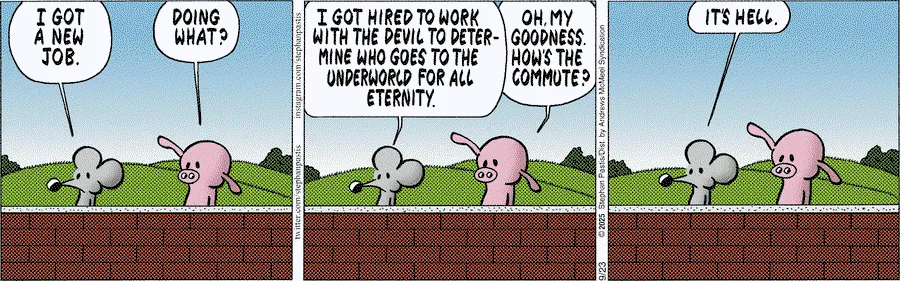 I GOT
A NEW
JOB.
DOING
WHAT?
instagram.com/stephanpastis
twitter.com/stephanpastis
I GOT HIRED TO WORK
WITH THE DEVIL TO DETER-
MINE WHO GOES TO THE
UNDERWORLD FOR ALL
ETERNITY.
OH. MY
GOODNESS.
HOW'S THE
COMMUTE?
© 2025 Stephan Pastis/Dist. by Andrews McMeel Syndication
9/23
IT'S HELL.